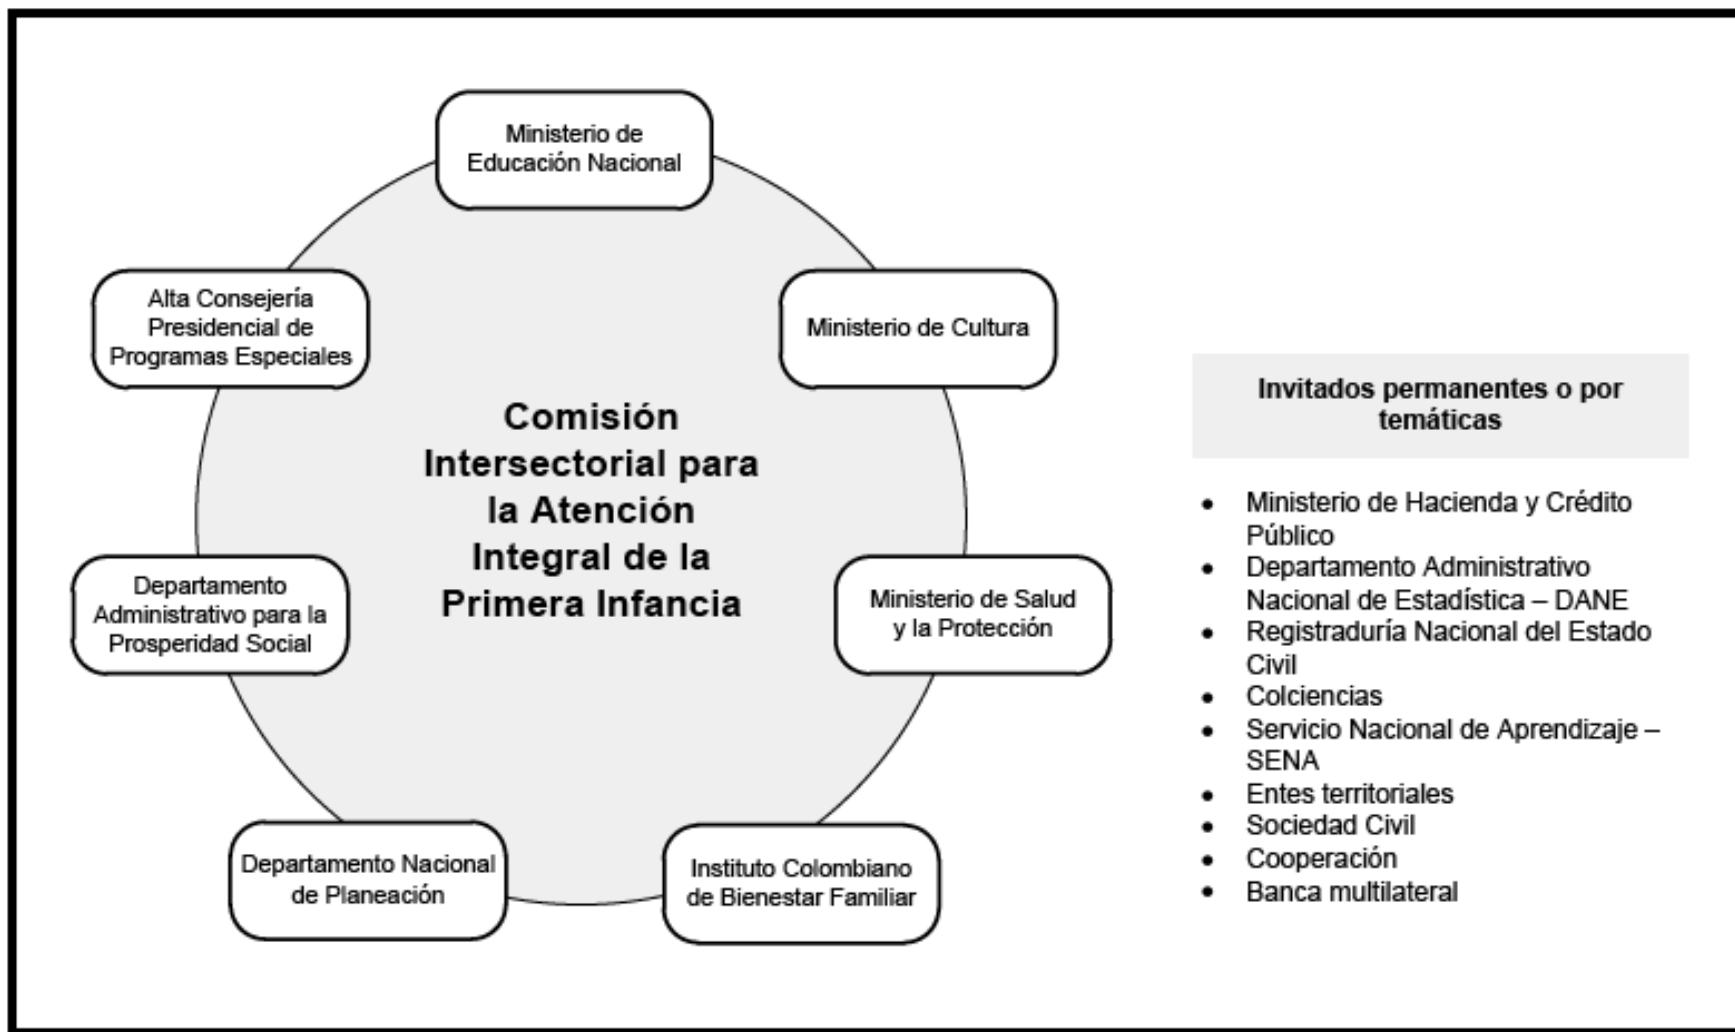 Ministerio de
Educación Nacional
Alta Consejería
Presidencial de
Programas Especiales
Ministerio de Cultura
Comisión
Intersectorial para
la Atención
Integral de la
Primera Infancia
Departamento
Administrativo para la
Prosperidad Social
Ministerio de Salud
y la Protección
Departamento Nacional
de Planeación
Instituto Colombiano
de Bienestar Familiar
Invitados permanentes o por
temáticas
• Ministerio de Hacienda y Crédito
Público
• Departamento Administrativo
Nacional de Estadística – DANE
• Registraduría Nacional del Estado
Civil
• Colciencias
• Servicio Nacional de Aprendizaje –
SENA
• Entes territoriales
• Sociedad Civil
• Cooperación
• Banca multilateral